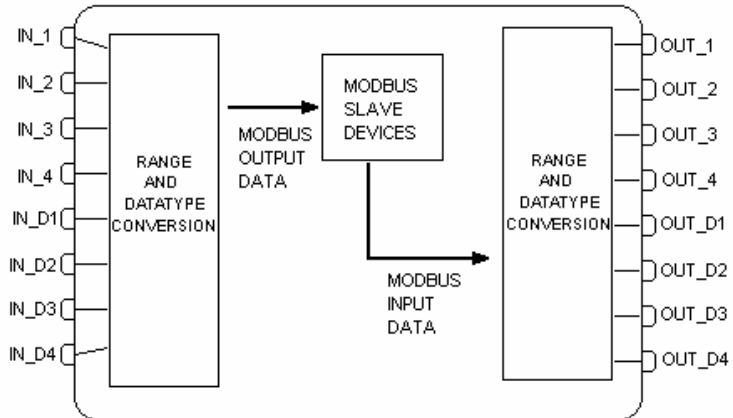 IN_1
IN_2
IN_3
IN_4
IN_D1
IN_D2
IN_D3
IN_D4
RANGE
AND
DATATYPE
CONVERSION
MODBUS
OUTPUT
DATA
MODBUS
SLAVE
DEVICES
MODBUS
INPUT
DATA
RANGE
AND
DATATYPE
CONVERSION
OUT_1
OUT_2
OUT_3
OUT_4
OUT_D1
OUT_D2
OUT_D3
OUT_D4